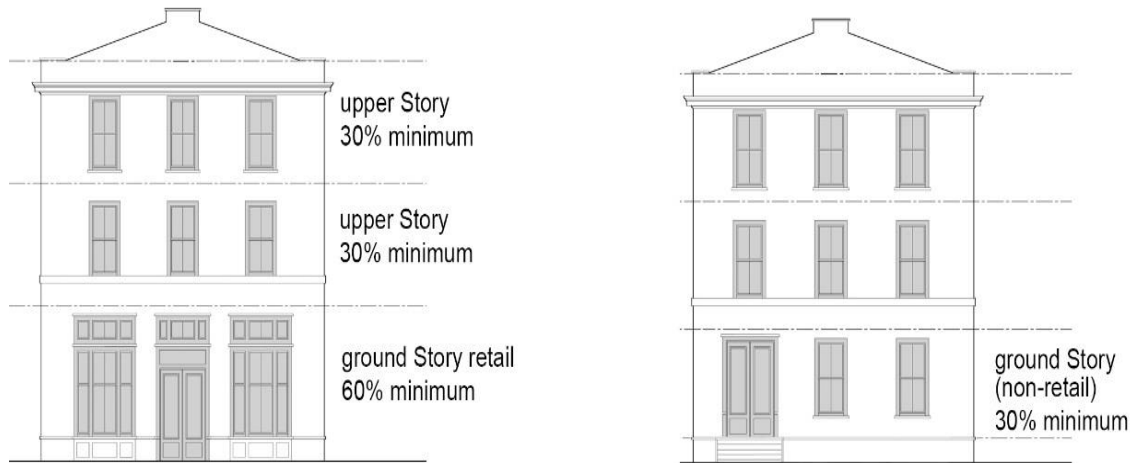 upper Story
30% minimum
upper Story
30% minimum
ground Story retail
60% minimum
ground Story
(non-retail)
30% minimum